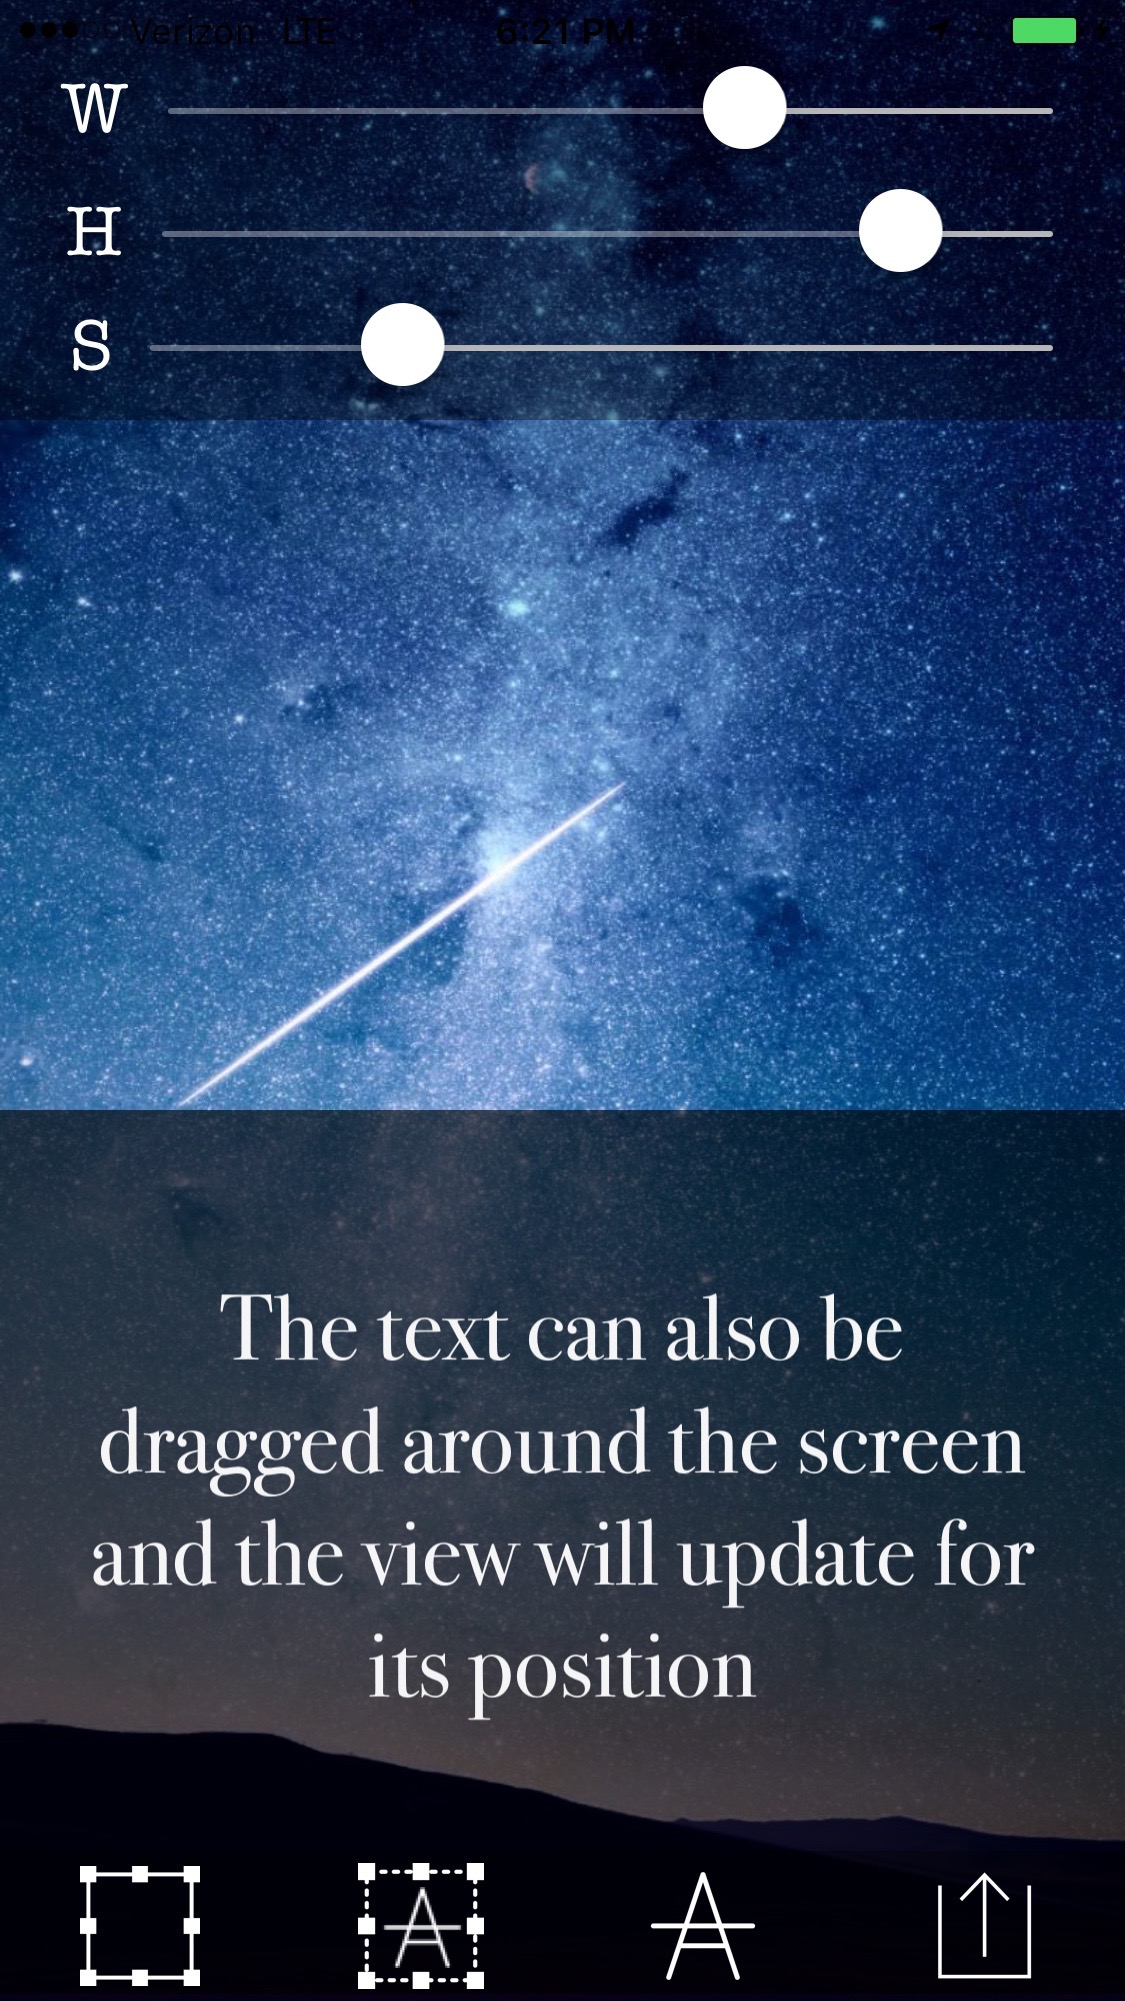 Verizon LTE 6:21 PM
W
H
S
The text can also be
dragged around the screen
and the view will update for
its position
A
A